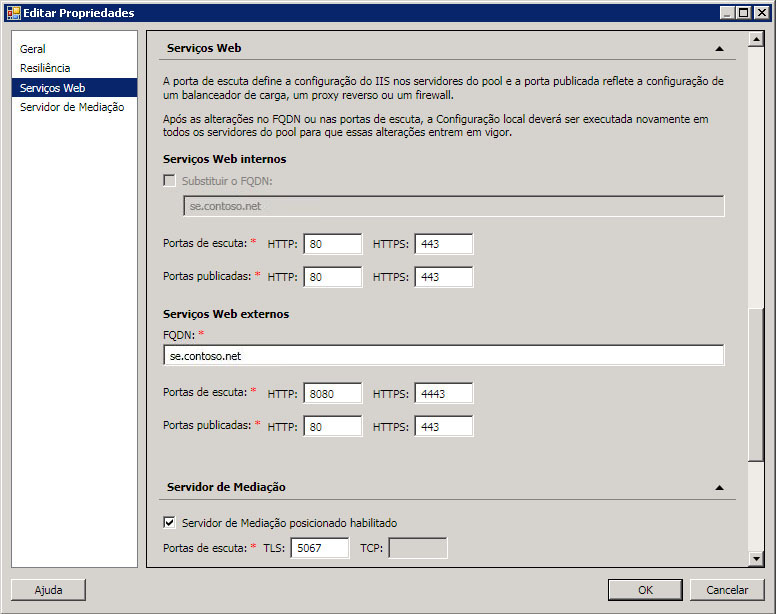 Editar Propriedades
Geral
Resiliência
Serviços Web
Servidor de Mediação
Serviços Web
A porta de escuta define a configuração do IIS nos servidores do pool e a porta publicada reflete a configuração de
um balanceador de carga, um proxy reverso ou um firewall.
Após as alterações no FQDN ou nas portas de escuta, a Configuração local deverá ser executada novamente em
todos os servidores do pool para que essas alterações entrem em vigor.
Serviços Web internos
Substituir o FQDN:
se.contoso.net
Portas de escuta: * HTTP: 80 HTTPS: 443
Portas publicadas: * HTTP: 80 HTTPS: 443
Serviços Web externos
FQDN: *
se.contoso.net
Portas de escuta: * HTTP: 8080 HTTPS: 4443
Portas publicadas: * HTTP: 80 HTTPS: 443
Servidor de Mediação
Servidor de Mediação posicionado habilitado
Portas de escuta: * TLS: 5067 TCP:
Ajuda OK Cancelar